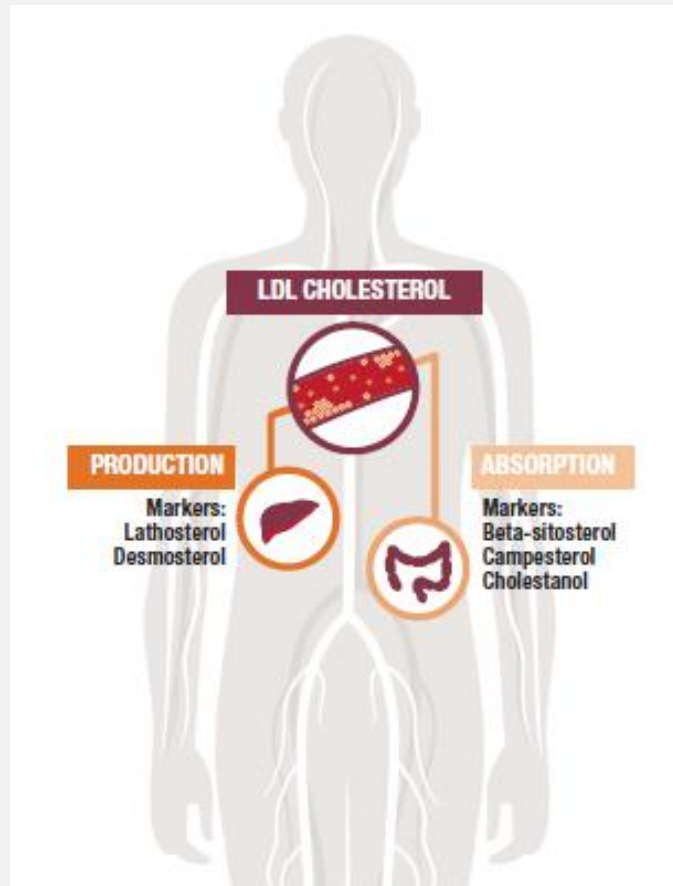 LDL CHOLESTEROL
PRODUCTION
Markers:
Lathosterol
Desmosterol
ABSORPTION
Markers:
Beta-sitosterol
Campesterol
Cholestanol